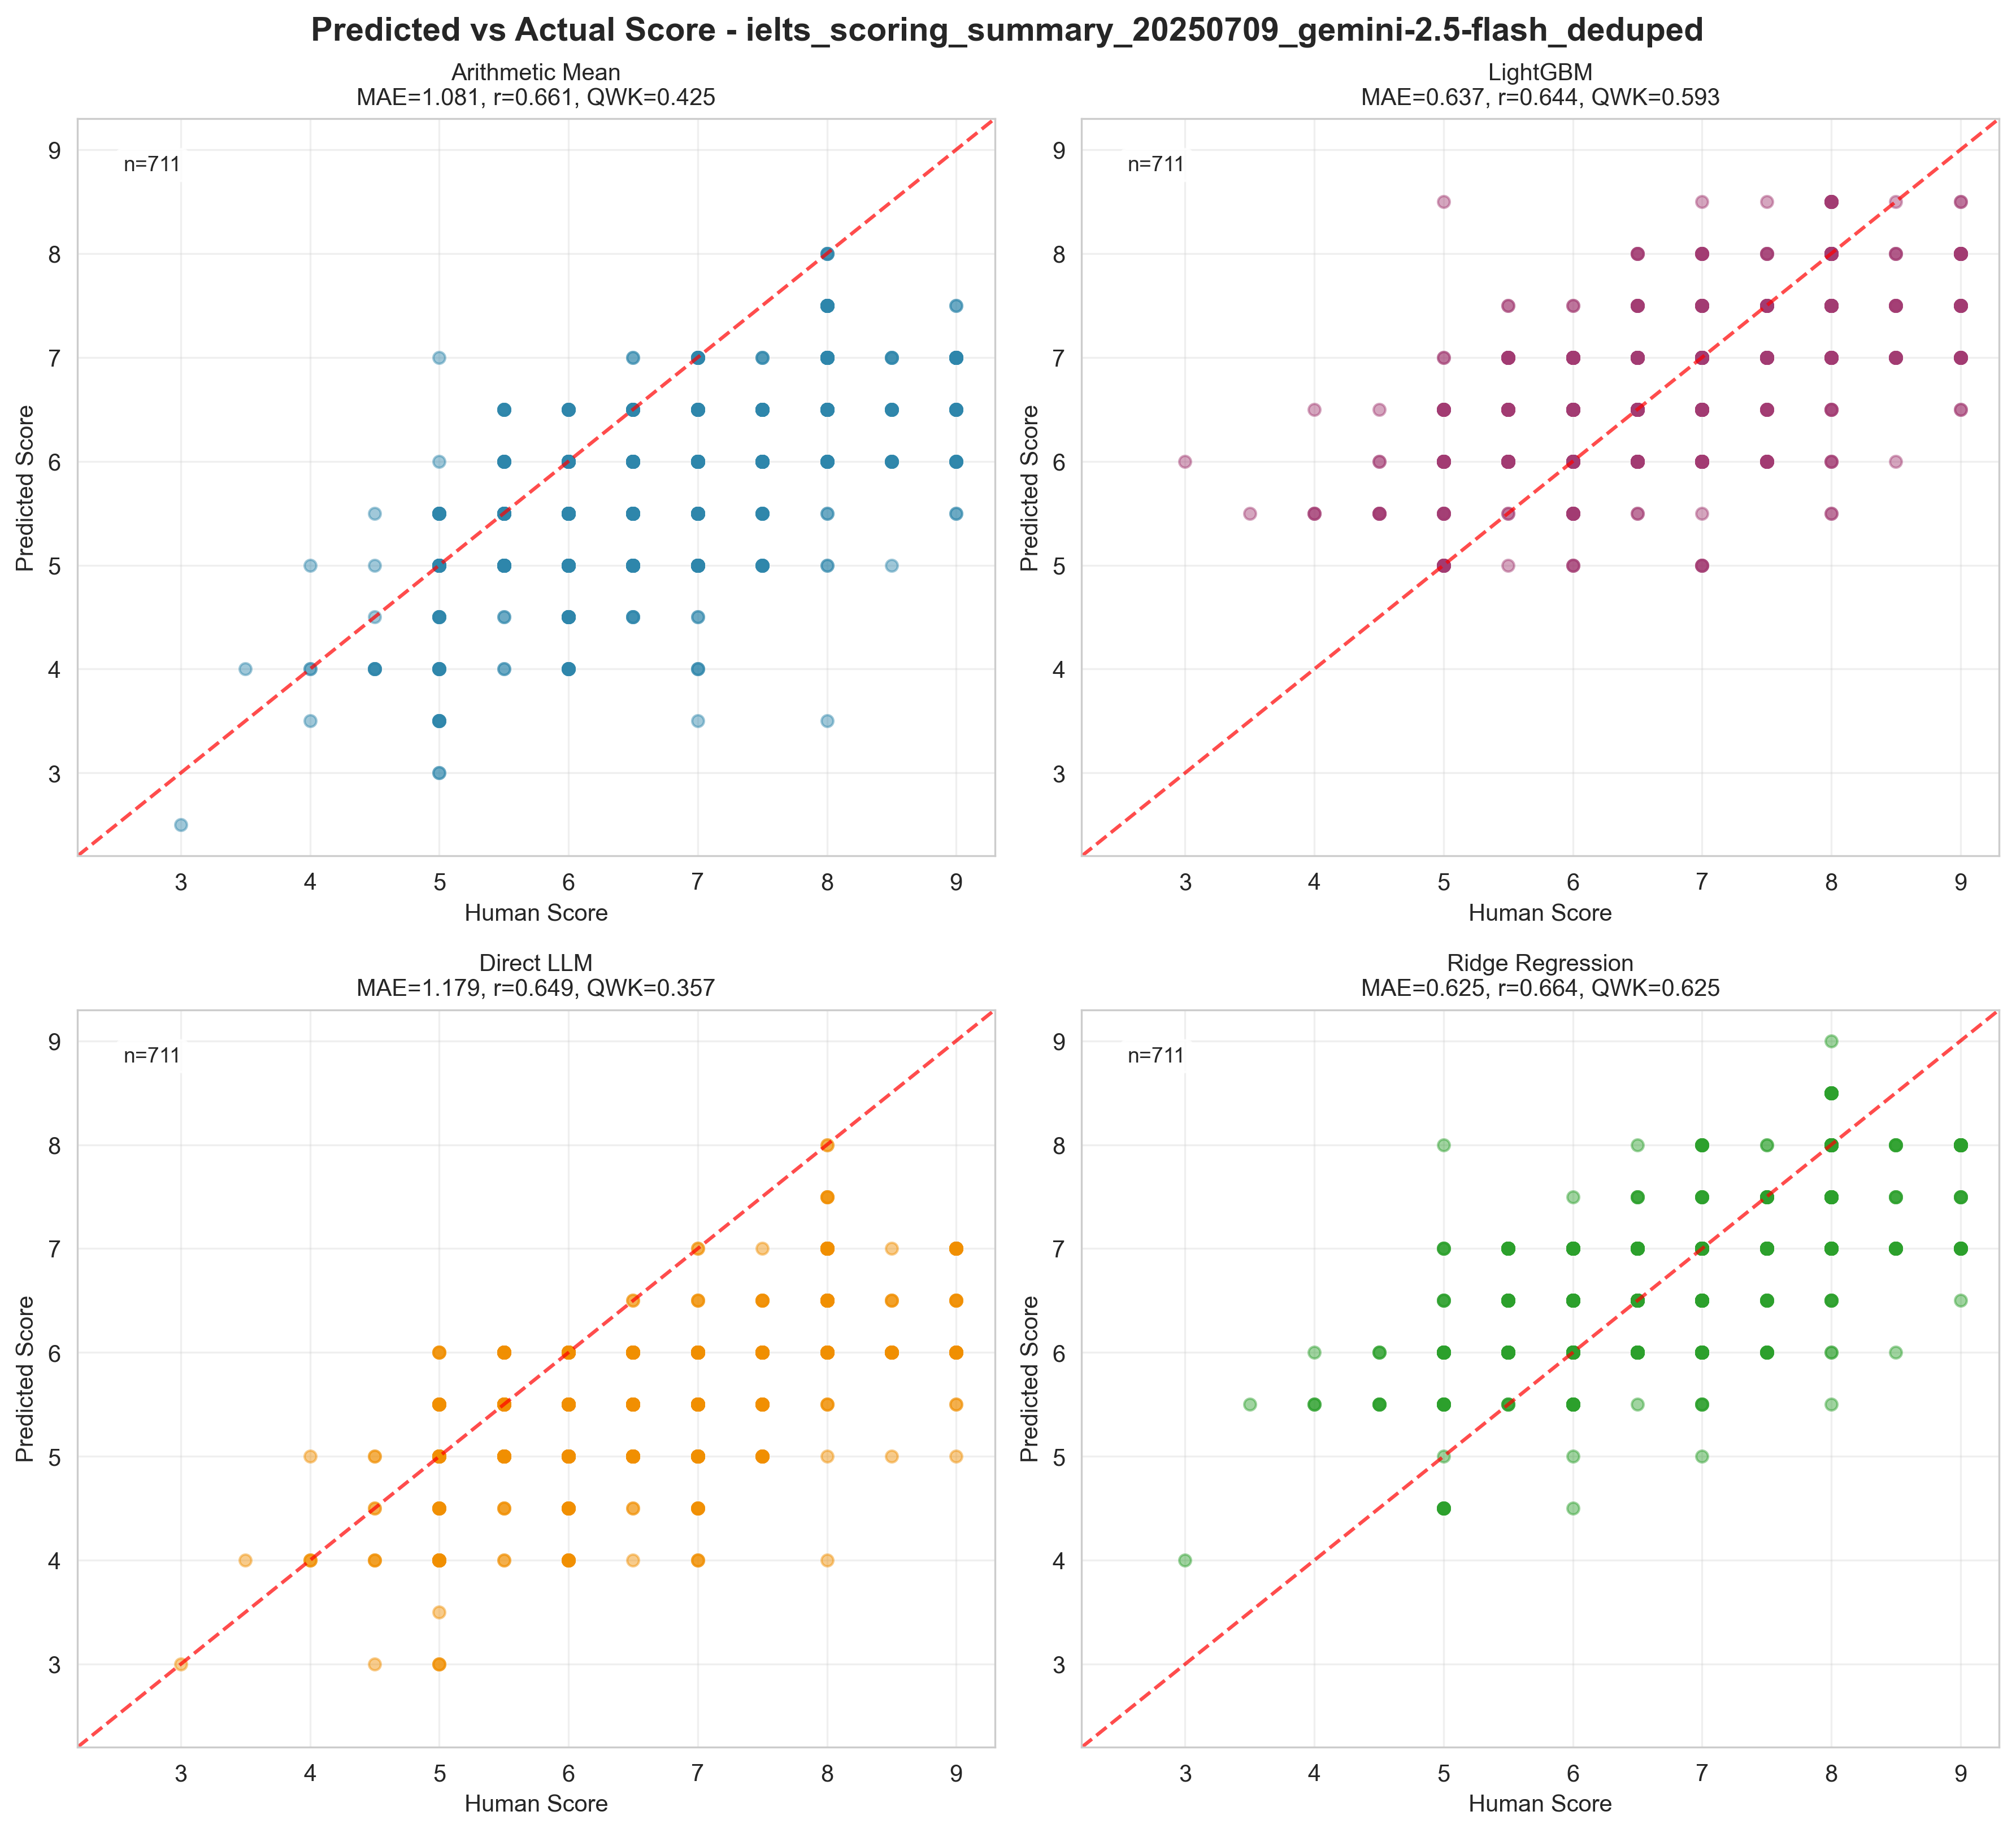 Predicted vs Actual Score - ielts_scoring_summary_20250709_gemini-2.5-flash_deduped
Arithmetic Mean
MAE=1.081, r=0.661, QWK=0.425
n=711
9
8
7
6
5
4
3
Predicted Score
3 4 5 6 7 8 9
Human Score
LightGBM
MAE=0.637, r=0.644, QWK=0.593
n=711
9
8
7
6
5
4
3
Predicted Score
3 4 5 6 7 8 9
Human Score
Direct LLM
MAE=1.179, r=0.649, QWK=0.357
n=711
9
8
7
6
5
4
3
Predicted Score
3 4 5 6 7 8 9
Human Score
Ridge Regression
MAE=0.625, r=0.664, QWK=0.625
n=711
9
8
7
6
5
4
3
Predicted Score
3 4 5 6 7 8 9
Human Score